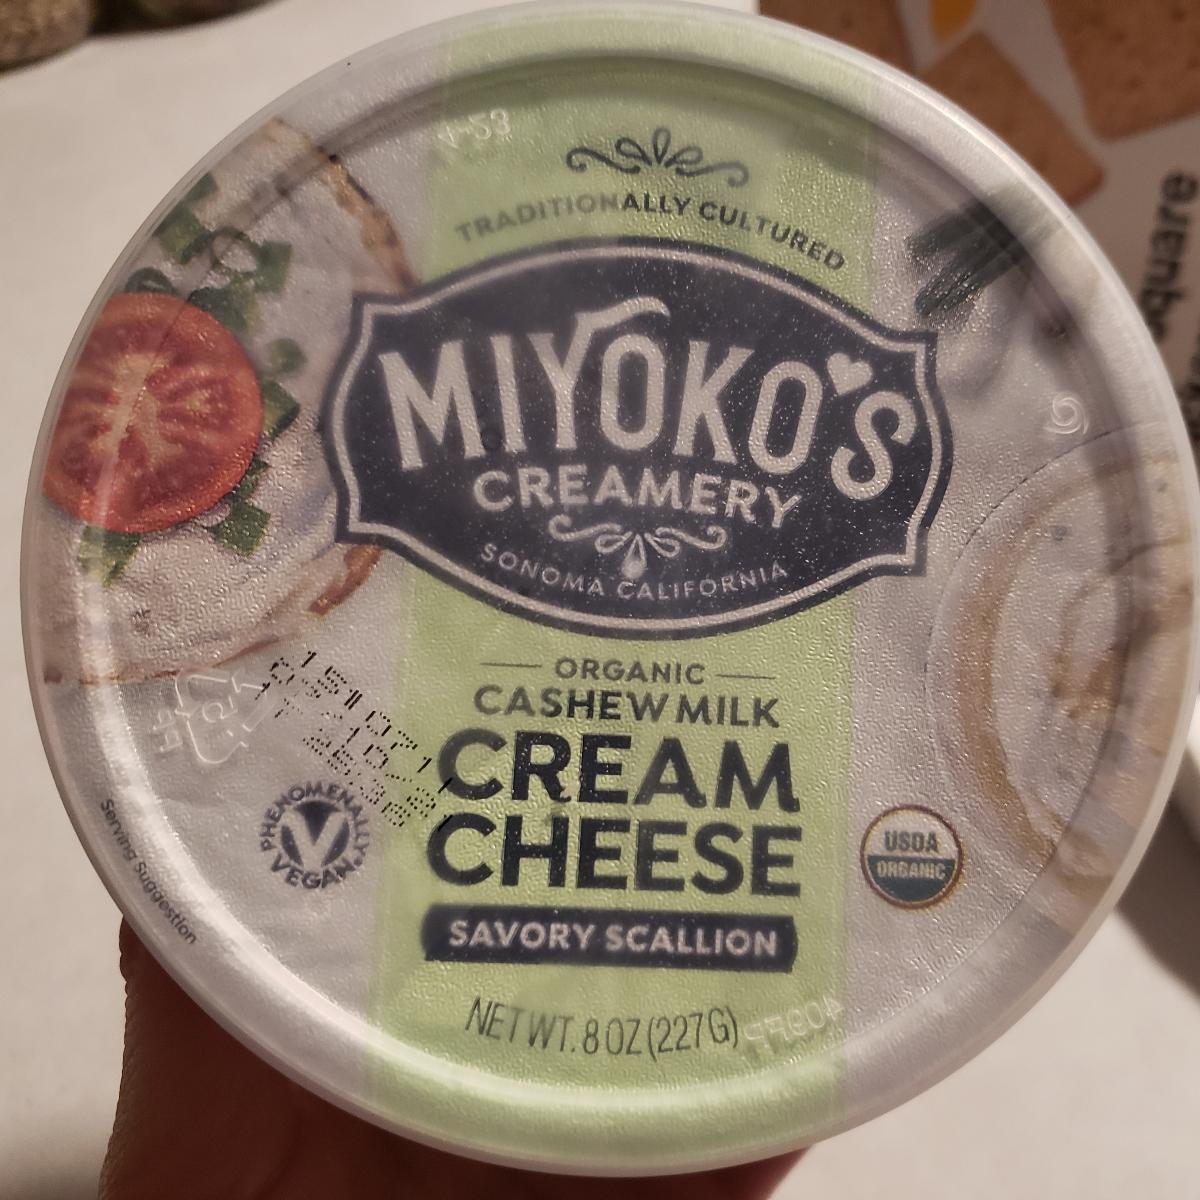 TRADITIONALLY CULTURED
MIYOKO'S
CREAMERY
SONOMA CALIFORNIA
ORGANIC
CASHEW MILK
CREAM
CHEESE
SAVORY SCALLION
NET WT. 8 OZ (227G)
PHENOMENALLY
VEGAN
V
USDA
ORGANIC
Serving Suggestion